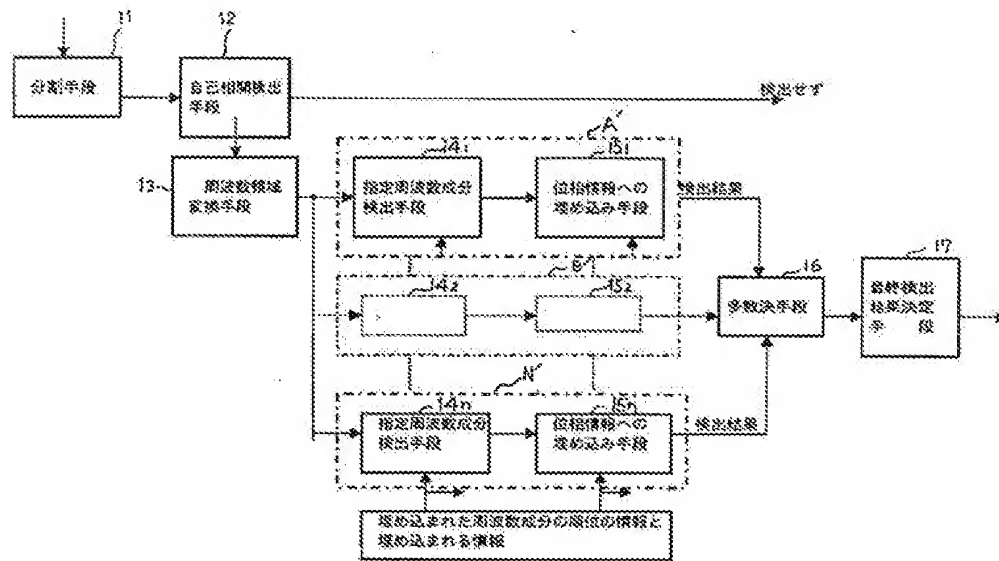 11
12
分割手段
自己相関検出
手段
検出せず
A'
14₁
15₁
13
周波数領域
変換手段
指定周波数成分
検出手段
位相情報への
埋め込み手段
検出結果
B'
14₂
15₂
16
多数決手段
17
最終検出
結果決定
手段
N'
14n
15n
指定周波数成分
検出手段
位相情報への
埋め込み手段
検出結果
埋め込まれた周波数成分の順位の情報と
埋め込まれる情報